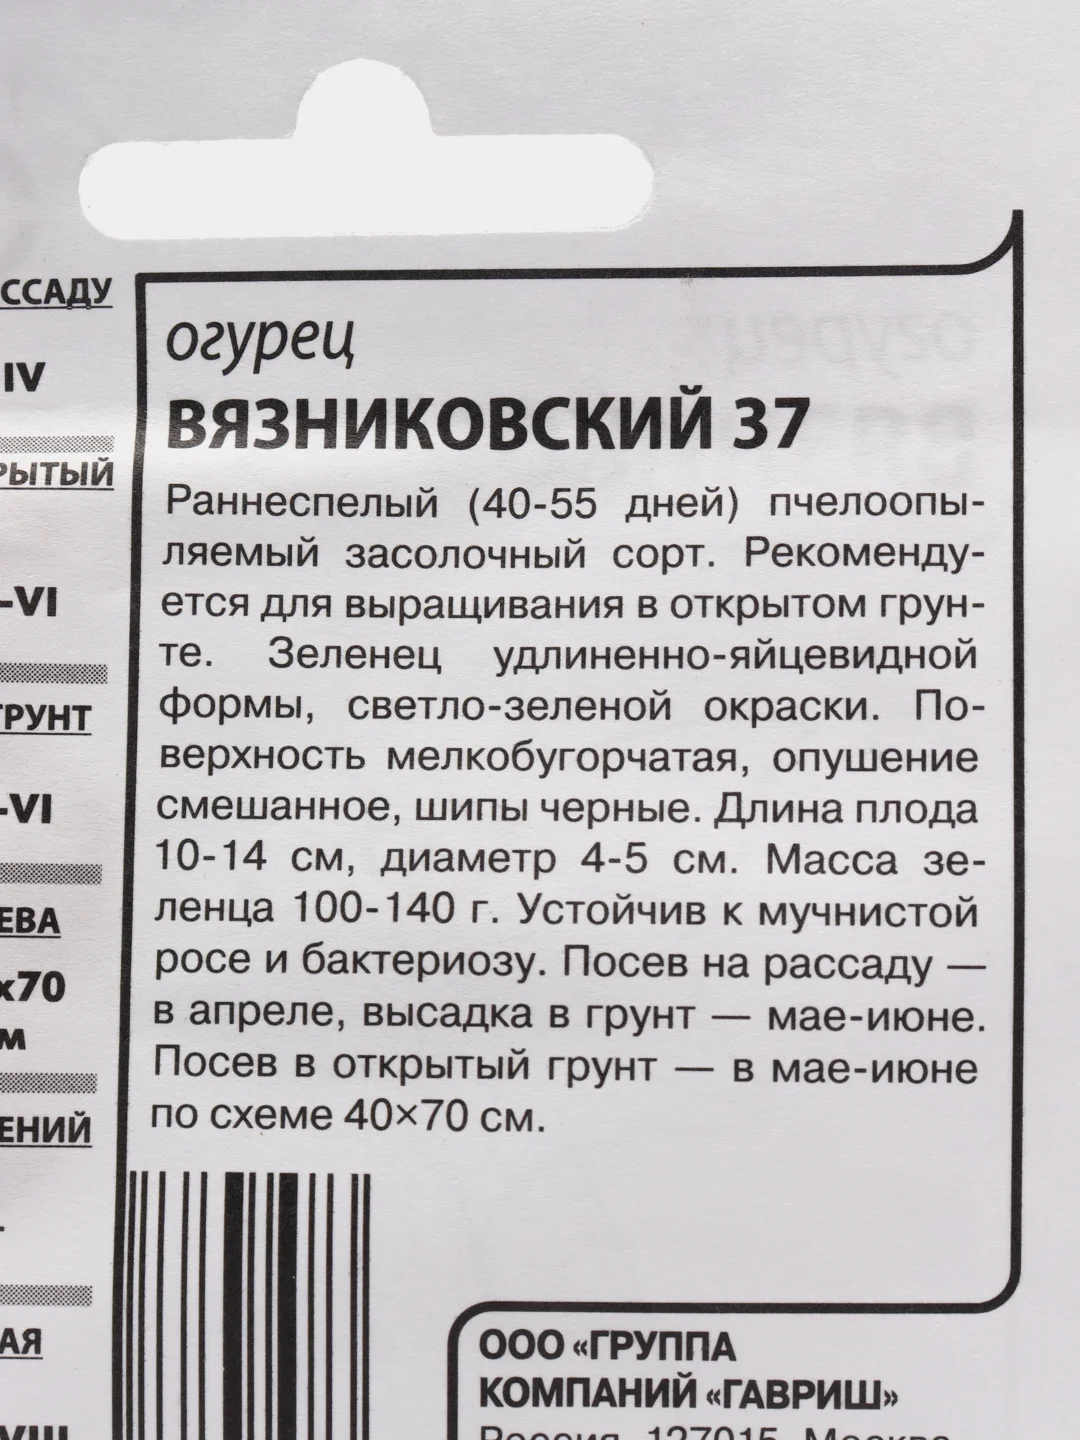 ССАДУ
IV
РЫТЫЙ
-VI
ГРУНТ
-VI
ЕВА
х70
м
ЕНИЙ
АЯ
VIII
огурец
ВЯЗНИКОВСКИЙ 37
Раннеспелый (40-55 дней) пчелоопы-
ляемый засолочный сорт. Рекоменду-
ется для выращивания в открытом грун-
те. Зеленец удлиненно-яйцевидной
формы, светло-зеленой окраски. По-
верхность мелкобугорчатая, опушение
смешанное, шипы черные. Длина плода
10-14 см, диаметр 4-5 см. Масса зе-
ленца 100-140 г. Устойчив к мучнистой
росе и бактериозу. Посев на рассаду —
в апреле, высадка в грунт — мае-июне.
Посев в открытый грунт — в мае-июне
по схеме 40×70 см.
ООО «ГРУППА
КОМПАНИЙ «ГАВРИШ»
Россия, 127015, Москва